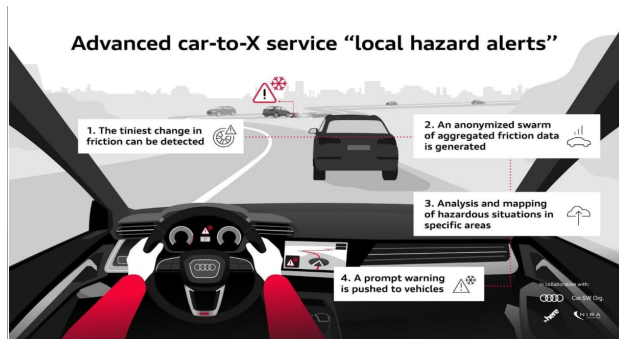 Advanced car-to-X service “local hazard alerts”
1. The tiniest change in
friction can be detected
2. An anonymized swarm
of aggregated friction data
is generated
3. Analysis and mapping
of hazardous situations in
specific areas
4. A prompt warning
is pushed to vehicles
In collaboration with:
Car.SW Org.
here
NIRA